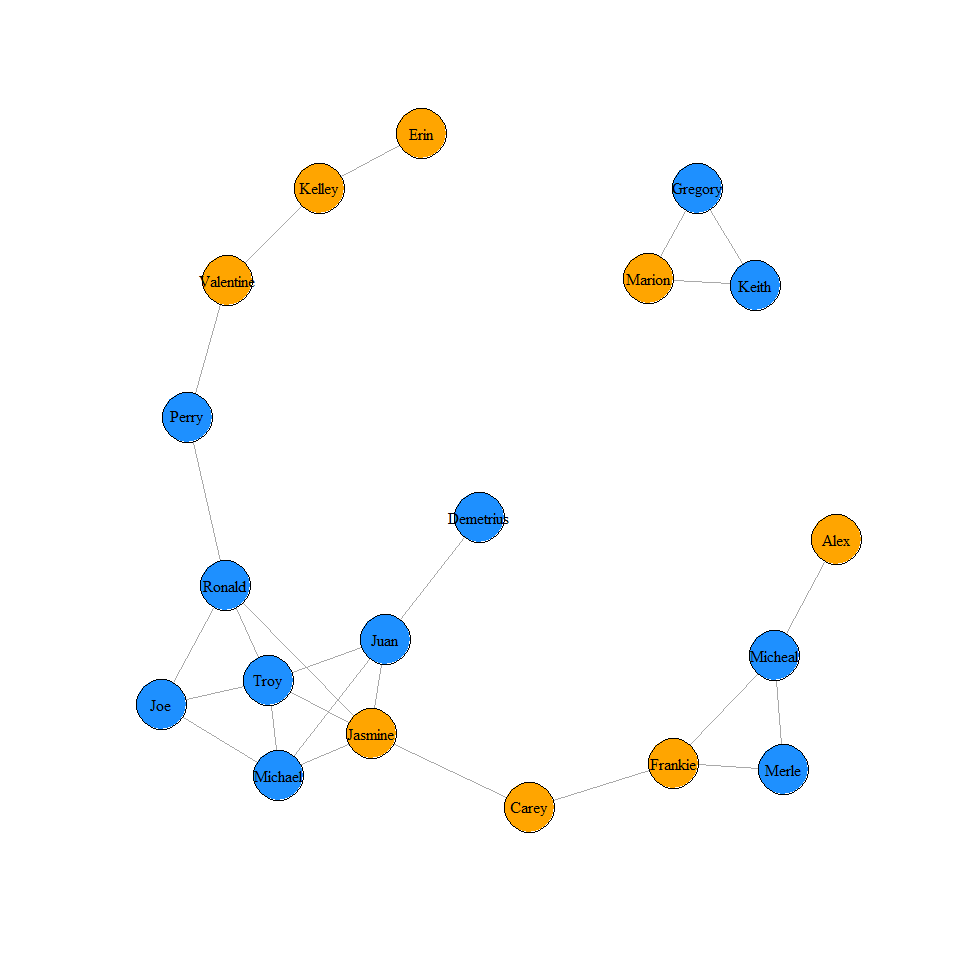 Erin
Kelley
Gregory
Valentine
Marion
Keith
Perry
Demetrius
Alex
Ronald
Juan
Micheal
Troy
Joe
Jasmine
Michael
Frankie
Merle
Carey